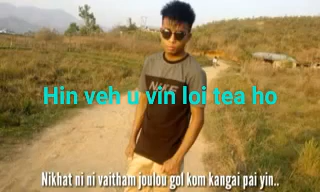 Hin veh u vin loi tea ho
Nikhat ni ni vaitham joulou gol kom kangai pai yin..